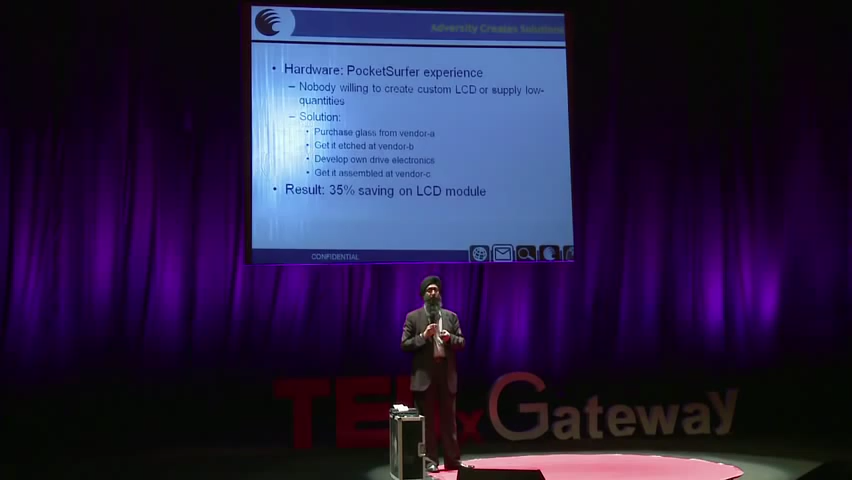 Adversity Creates Solutions
• Hardware: PocketSurfer experience
– Nobody willing to create custom LCD or supply low-
quantities
– Solution:
• Purchase glass from vendor-a
• Get it etched at vendor-b
• Develop own drive electronics
• Get it assembled at vendor-c
• Result: 35% saving on LCD module
CONFIDENTIAL
TEDxGateway